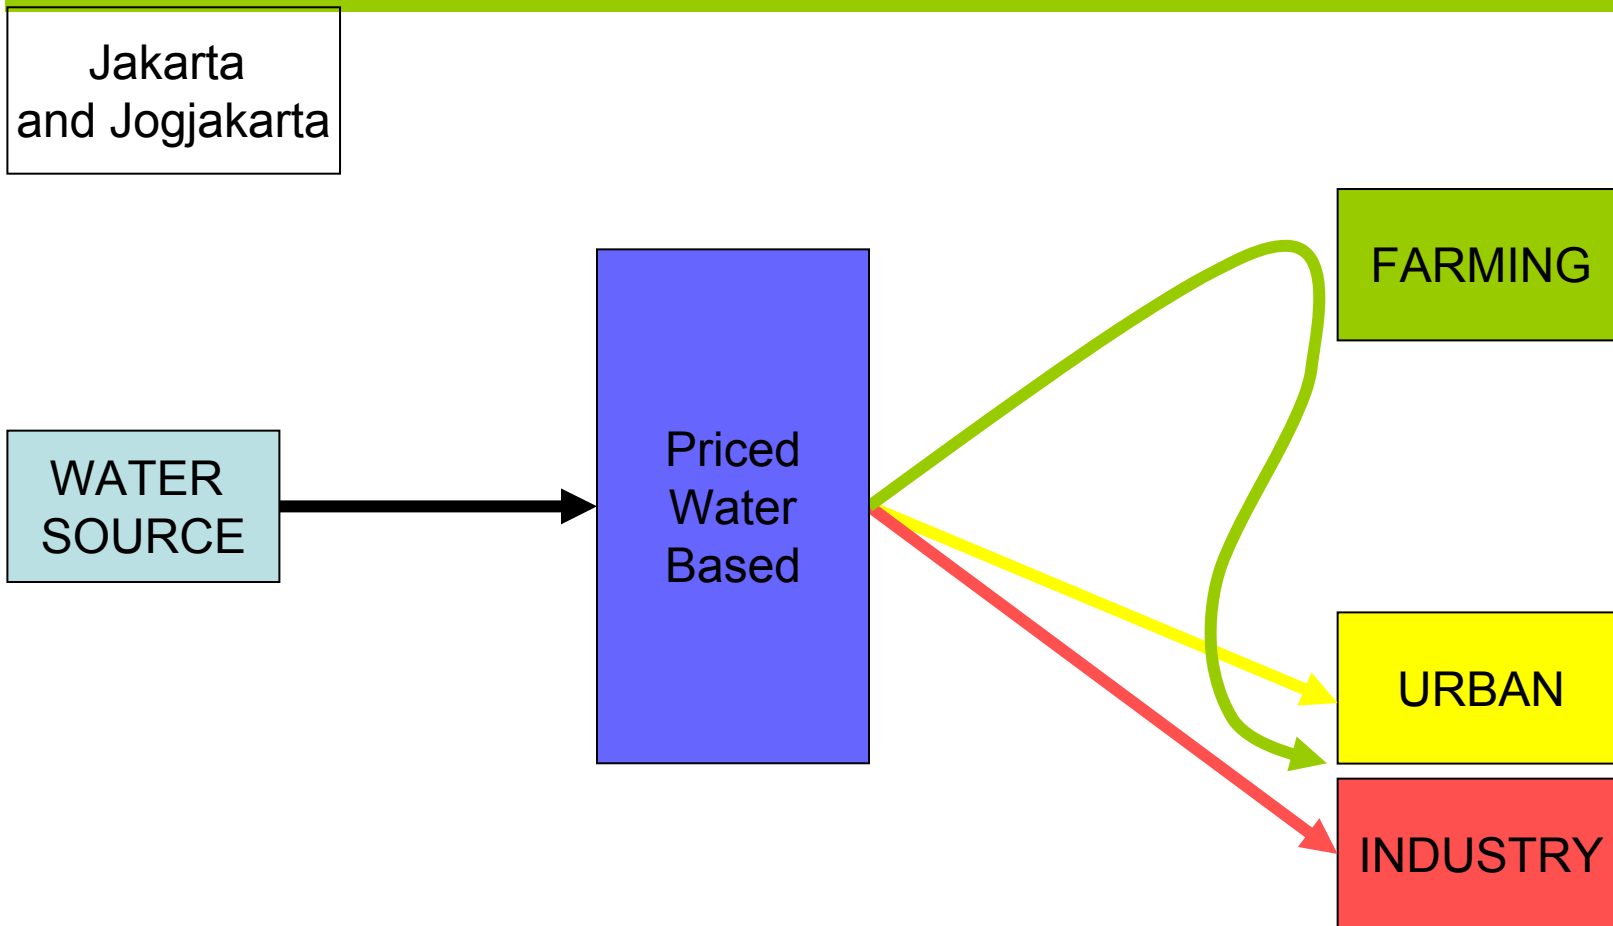 Jakarta
and Jogjakarta
FARMING
WATER
SOURCE
Priced
Water
Based
URBAN
INDUSTRY